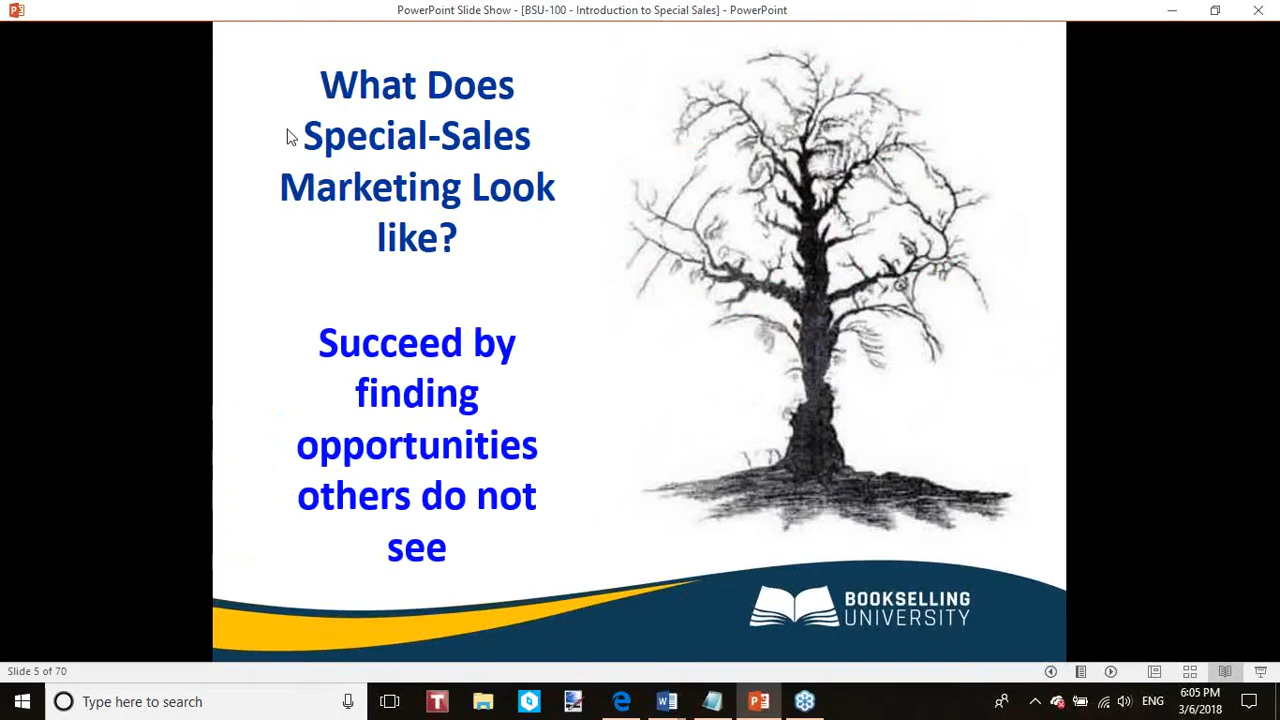 PowerPoint Slide Show - [BSU-100 - Introduction to Special Sales] - PowerPoint
What Does
Special-Sales
Marketing Look
like?
Succeed by
finding
opportunities
others do not
see
BOOKSELLING
UNIVERSITY
Slide 5 of 70
Type here to search
ENG
6:05 PM
3/6/2018